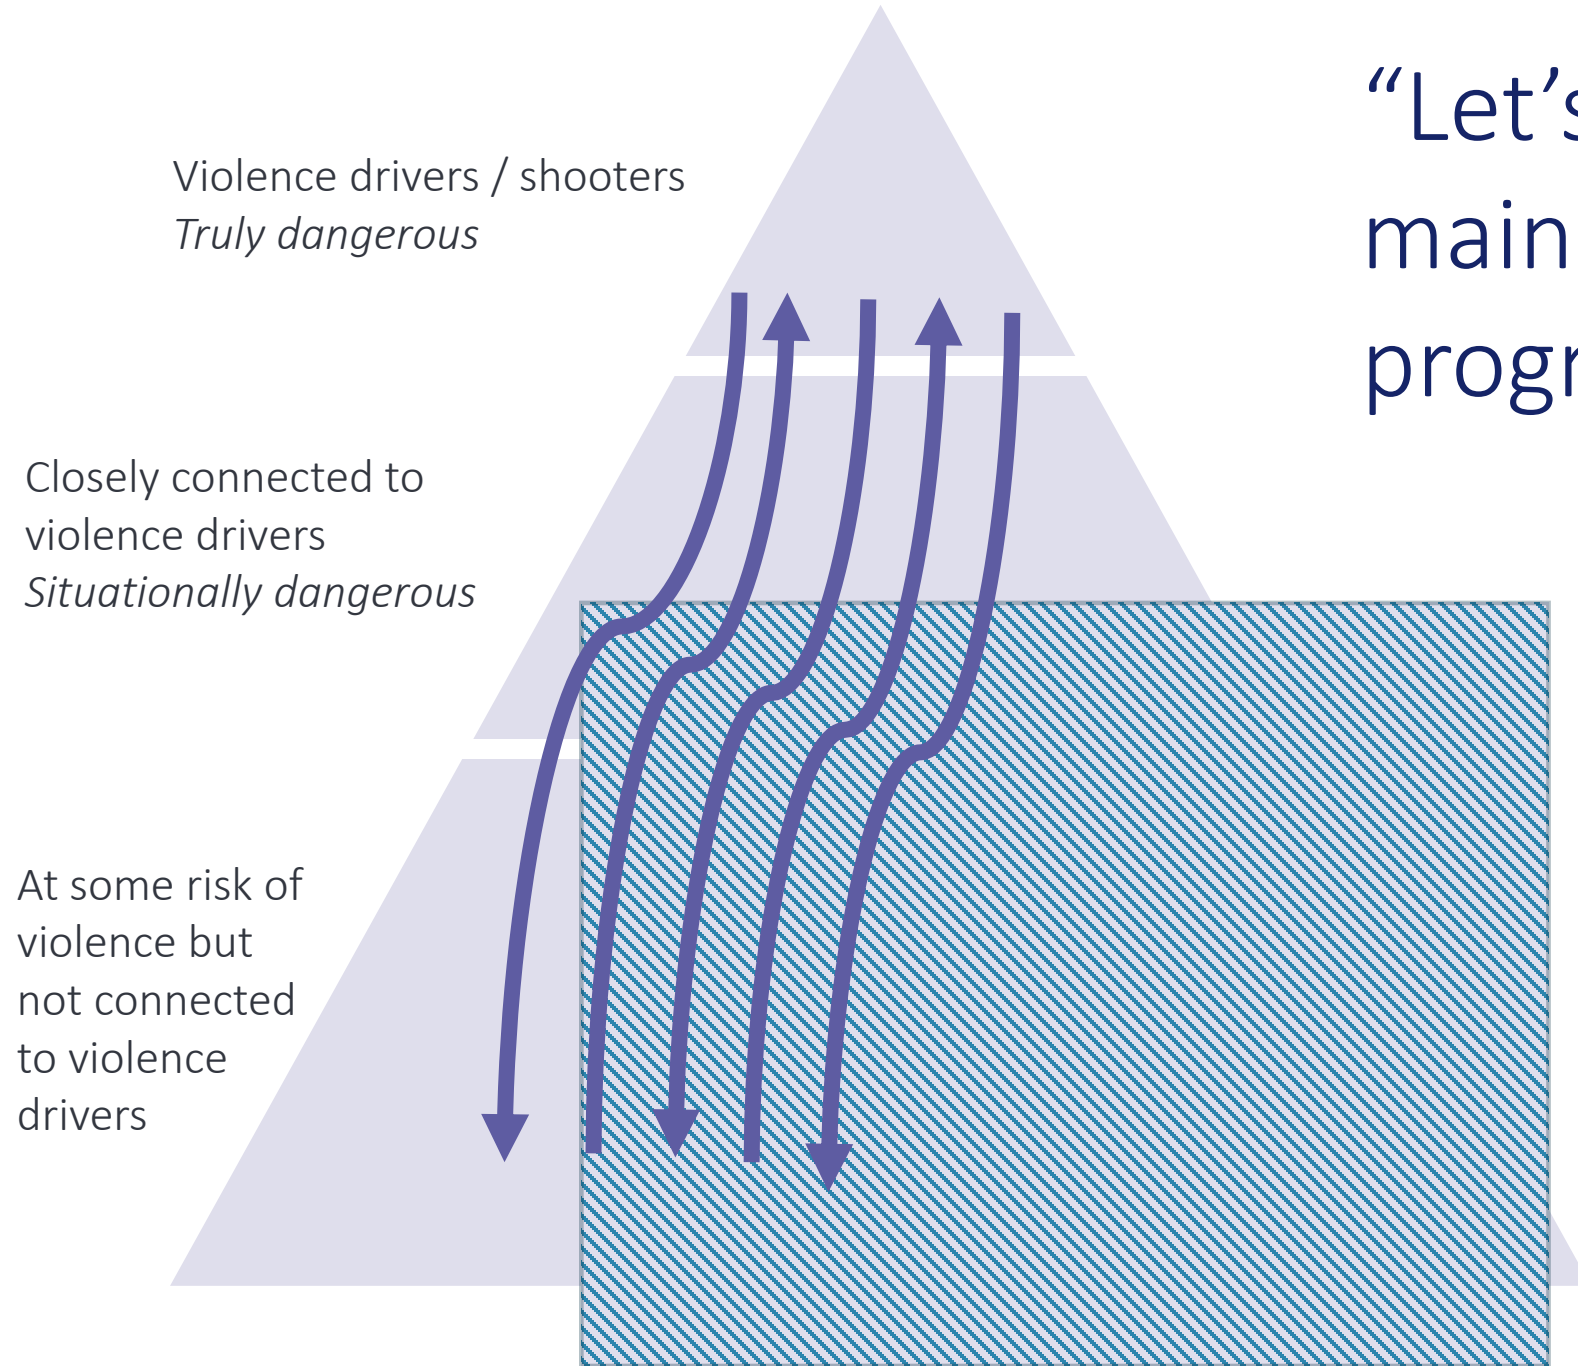 “Let’s
main
progr
Violence drivers / shooters
Truly dangerous
Closely connected to
violence drivers
Situationally dangerous
At some risk of
violence but
not connected
to violence
drivers